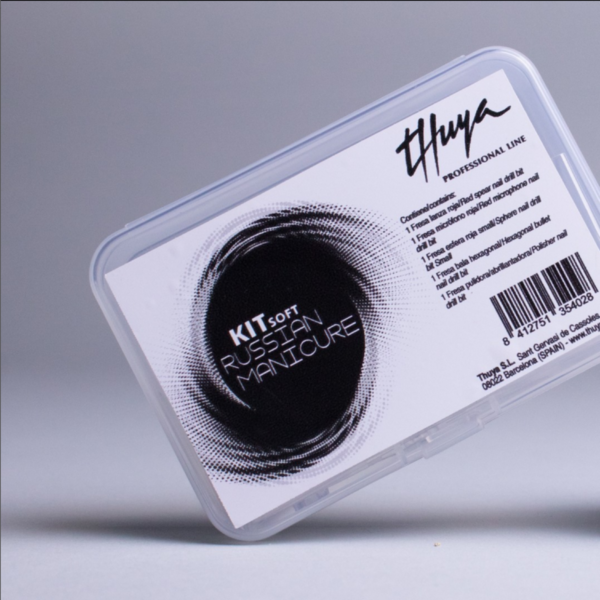 thuya
PROFESSIONAL LINE
Contiene/contains:
1 Fresa lanza roja/Red spear nail drill bit
1 Fresa micrófono roja/Red microphone nail
drill bit
1 Fresa esfera roja small/Sphere nail drill
bit Small
1 Fresa bala hexagonal/Hexagonal bullet
nail drill bit
1 Fresa pulidora/abrillantadora/Polisher nail
drill bit
8 412751 354028
Thuya S.L. Sant Gervasi de Cassoles
08022 Barcelona (SPAIN) - www.thuy
KIT SOFT
RUSSIAN
MANICURE